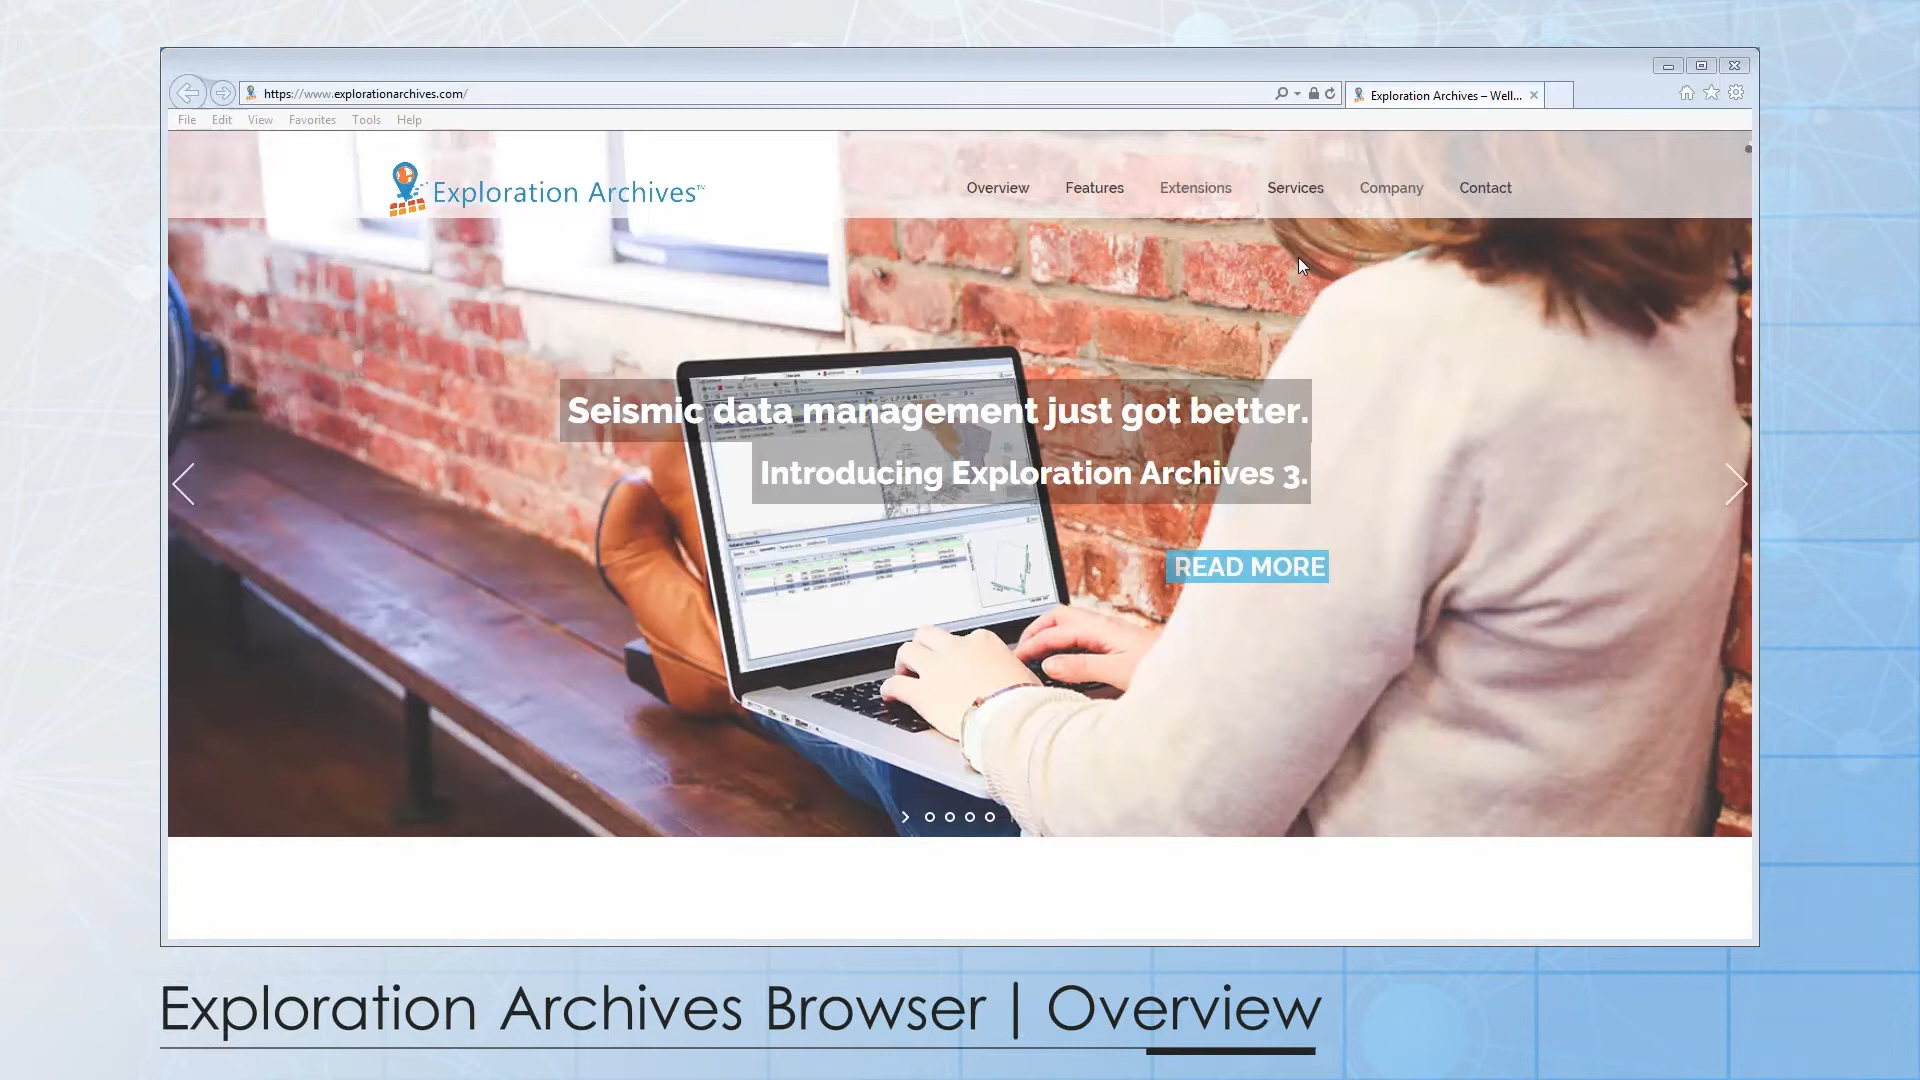 https://www.explorationarchives.com/
Exploration Archives – Well...
File Edit View Favorites Tools Help
Exploration Archives™
Overview Features Extensions Services Company Contact
Seismic data management just got better.
Introducing Exploration Archives 3.
READ MORE
Exploration Archives Browser | Overview